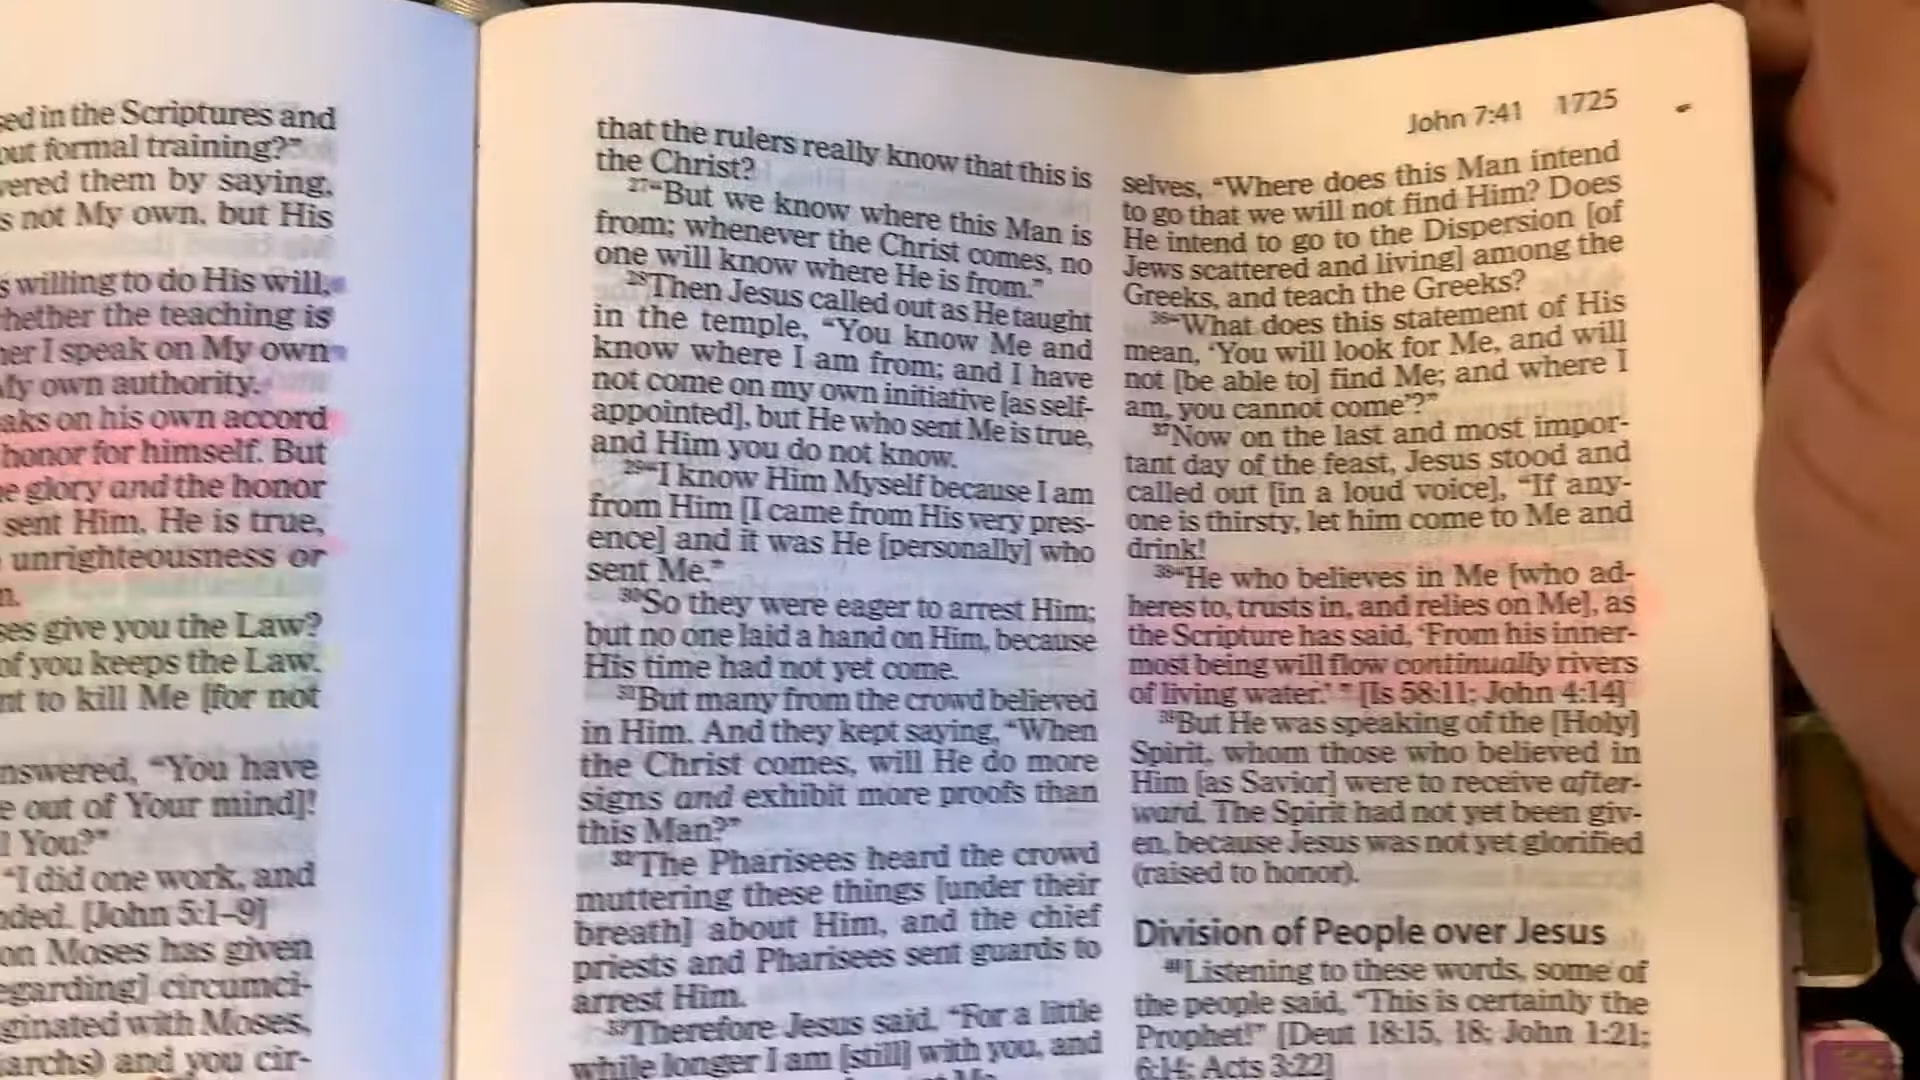 sed in the Scriptures and
out formal training?"
vered them by saying,
s not My own, but His
s willing to do His will,
hether the teaching is
her I speak on My own
My own authority.
aks on his own accord
honor for himself. But
e glory and the honor
sent Him, He is true,
unrighteousness or
n.
ses give you the Law?
of you keeps the Law.
nt to kill Me [for not
nswered, "You have
e out of Your mind]!
l You?"
"I did one work, and
nded. [John 5:1–9]
on Moses has given
egarding] circumci-
ginated with Moses,
archs) and you cir-
that the rulers really know that this is
the Christ?
27"But we know where this Man is
from; whenever the Christ comes, no
one will know where He is from."
28Then Jesus called out as He taught
in the temple, "You know Me and
know where I am from; and I have
not come on my own initiative [as self-
appointed], but He who sent Me is true,
and Him you do not know.
29"I know Him Myself because I am
from Him [I came from His very pres-
ence] and it was He [personally] who
sent Me."
30So they were eager to arrest Him;
but no one laid a hand on Him, because
His time had not yet come.
31But many from the crowd believed
in Him. And they kept saying, "When
the Christ comes, will He do more
signs and exhibit more proofs than
this Man?"
32The Pharisees heard the crowd
muttering these things [under their
breath] about Him, and the chief
priests and Pharisees sent guards to
arrest Him.
33Therefore Jesus said, "For a little
while longer I am [still] with you, and
John 7:41 1725
selves, "Where does this Man intend
to go that we will not find Him? Does
He intend to go to the Dispersion [of
Jews scattered and living] among the
Greeks, and teach the Greeks?
36"What does this statement of His
mean, 'You will look for Me, and will
not [be able to] find Me; and where I
am, you cannot come'?"
37Now on the last and most impor-
tant day of the feast, Jesus stood and
called out [in a loud voice], "If any-
one is thirsty, let him come to Me and
drink!
38"He who believes in Me [who ad-
heres to, trusts in, and relies on Me], as
the Scripture has said, 'From his inner-
most being will flow continually rivers
of living water.' " [Is 58:11; John 4:14]
39But He was speaking of the [Holy]
Spirit, whom those who believed in
Him [as Savior] were to receive after-
ward. The Spirit had not yet been giv-
en, because Jesus was not yet glorified
(raised to honor).
Division of People over Jesus
40Listening to these words, some of
the people said, "This is certainly the
Prophet!" [Deut 18:15, 18; John 1:21;
6:14; Acts 3:22]